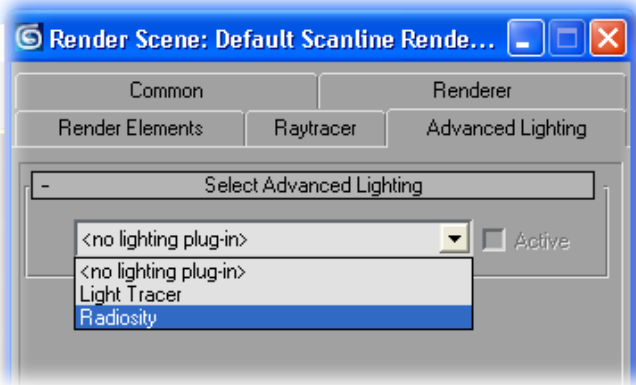 Render Scene: Default Scanline Rende...
Common Renderer
Render Elements Raytracer Advanced Lighting
- Select Advanced Lighting
<no lighting plug-in> Active
<no lighting plug-in>
Light Tracer
Radiosity